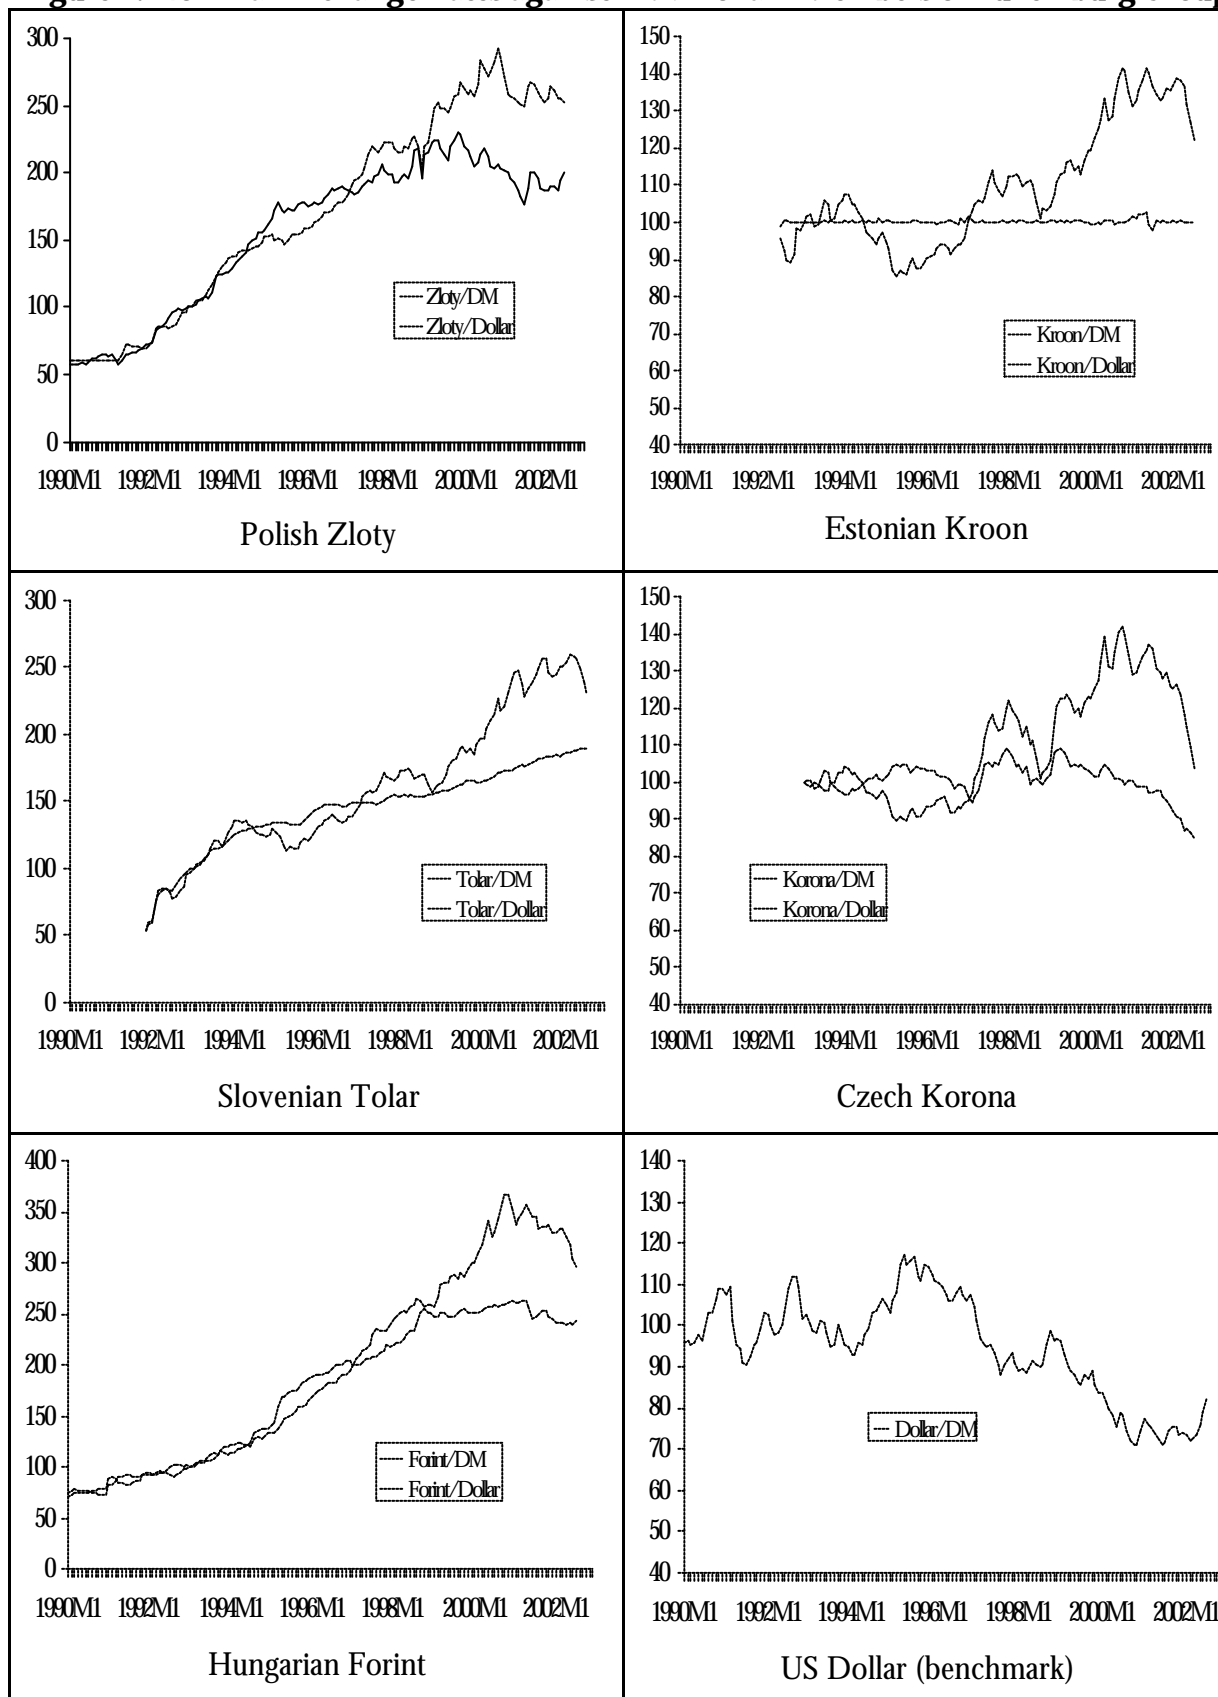 300
250
200
150
100
50
0
Zloty/DM
Zloty/Dollar
1990M1 1992M1 1994M1 1996M1 1998M1 2000M1 2002M1
Polish Zloty
150
140
130
120
110
100
90
80
70
60
50
40
Kroon/DM
Kroon/Dollar
1990M1 1992M1 1994M1 1996M1 1998M1 2000M1 2002M1
Estonian Kroon
300
250
200
150
100
50
0
Tolar/DM
Tolar/Dollar
1990M1 1992M1 1994M1 1996M1 1998M1 2000M1 2002M1
Slovenian Tolar
150
140
130
120
110
100
90
80
70
60
50
40
Korona/DM
Korona/Dollar
1990M1 1992M1 1994M1 1996M1 1998M1 2000M1 2002M1
Czech Korona
400
350
300
250
200
150
100
50
0
Forint/DM
Forint/Dollar
1990M1 1992M1 1994M1 1996M1 1998M1 2000M1 2002M1
Hungarian Forint
140
130
120
110
100
90
80
70
60
50
40
Dollar/DM
1990M1 1992M1 1994M1 1996M1 1998M1 2000M1 2002M1
US Dollar (benchmark)